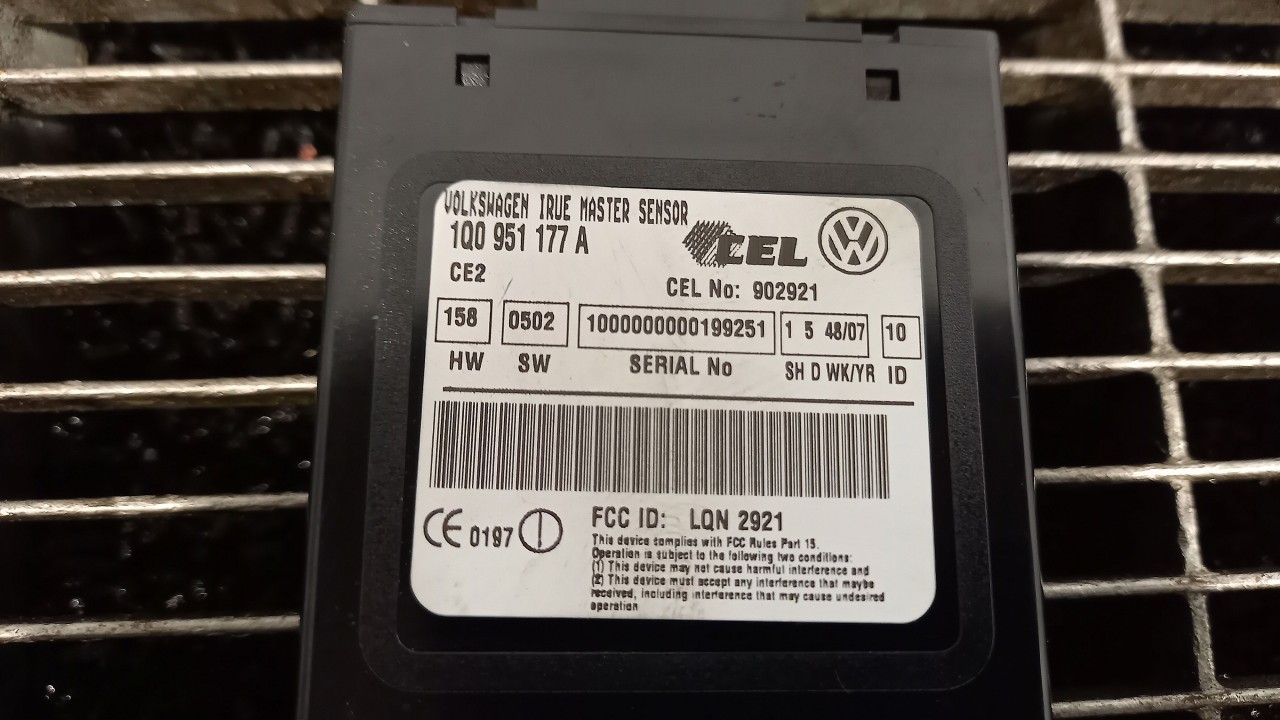 VOLKSWAGEN IRUE MASTER SENSOR
1Q0 951 177 A
CEL
CE2
CEL No: 902921
158 0502 1000000000199251 1 5 48/07 10
HW SW SERIAL No SH D WK/YR ID
CE 0197
FCC ID: LQN 2921
This device complies with FCC Rules Part 15.
Operation is subject to the following two conditions:
(1) This device may not cause harmful interference and
(2) This device must accept any interference that maybe
received, including interference that may cause undesired
operation